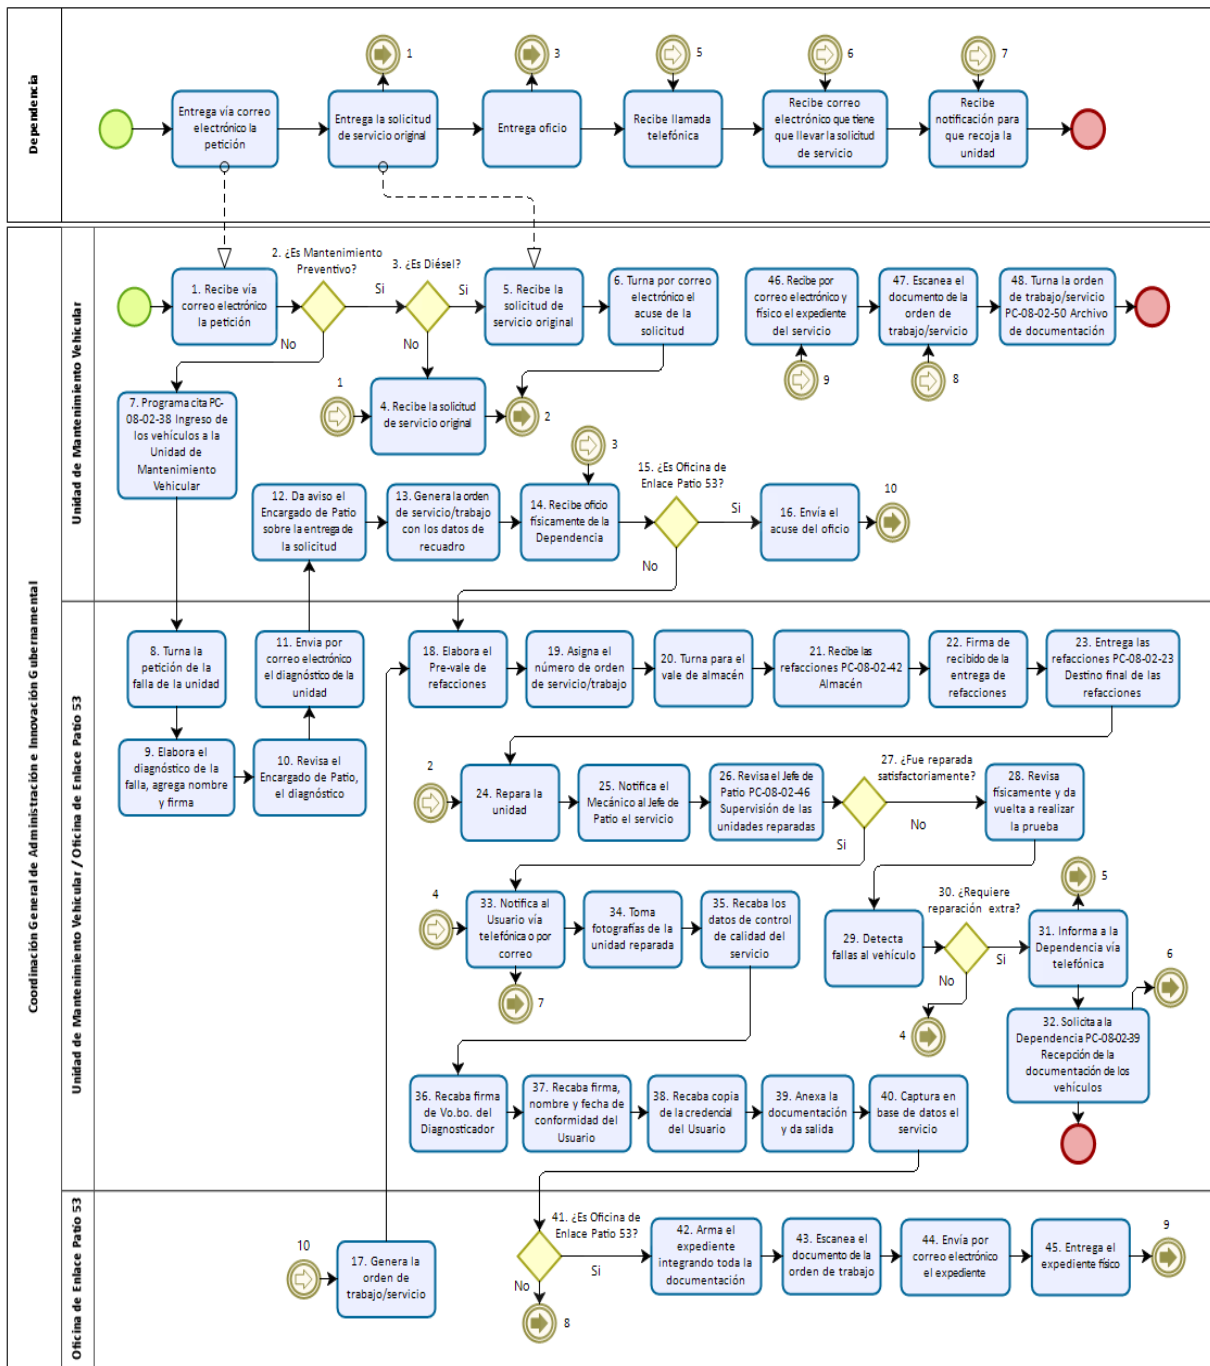 Dependencia
1
3
5
6
7
Entrega vía correo
electrónico la
petición
Entrega la solicitud
de servicio original
Entrega oficio
Recibe llamada
telefónica
Recibe correo
electrónico que tiene
que llevar la solicitud
de servicio
Recibe
notificación para
que recoja la
unidad
Coordinación General de Administración e Innovación Gubernamental
Unidad de Mantenimiento Vehicular
1. Recibe vía
correo electrónico
la petición
2. ¿Es Mantenimiento
Preventivo?
Si
No
3. ¿Es Diésel?
Si
No
5. Recibe la
solicitud de
servicio original
6. Turna por correo
electrónico el
acuse de la
solicitud
46. Recibe por
correo electrónico y
físico el expediente
del servicio
47. Escanea el
documento de la
orden de
trabajo/servicio
48. Turna la orden
de trabajo/servicio
PC-08-02-50 Archivo
de documentación
9
8
1
4. Recibe la solicitud
de servicio original
2
7. Programa cita PC-
08-02-38 Ingreso de
los vehículos a la
Unidad de
Mantenimiento
Vehicular
3
12. Da aviso el
Encargado de Patio
sobre la entrega de
la solicitud
13. Genera la orden
de servicio/trabajo
con los datos de
recuadro
14. Recibe oficio
físicamente de la
Dependencia
15. ¿Es Oficina de
Enlace Patio 53?
Si
No
16. Envía el
acuse del oficio
10
Unidad de Mantenimiento Vehicular / Oficina de Enlace Patio 53
8. Turna la
petición de la
falla de la unidad
11. Envia por
correo electrónico
el diagnóstico de la
unidad
18. Elabora el
Pre-vale de
refacciones
19. Asigna el
número de orden
de servicio/trabajo
20. Turna para el
vale de almacén
21. Recibe las
refacciones PC-08-02-42
Almacén
22. Firma de
recibido de la
entrega de
refacciones
23. Entrega las
refacciones PC-08-02-23
Destino final de las
refacciones
9. Elabora el
diagnóstico de la
falla, agrega nombre
y firma
10. Revisa el
Encargado de Patio,
el diagnóstico
2
24. Repara la
unidad
25. Notifica el
Mecánico al Jefe de
Patio el servicio
26. Revisa el Jefe de
Patio PC-08-02-46
Supervisión de las
unidades reparadas
27. ¿Fue reparada
satisfactoriamente?
Si
No
28. Revisa
físicamente y da
vuelta a realizar
la prueba
4
33. Notifica al
Usuario vía
telefónica o por
correo
7
34. Toma
fotografías de la
unidad reparada
35. Recaba los
datos de control
de calidad del
servicio
29. Detecta
fallas al vehículo
30. ¿Requiere
reparación extra?
Si
No
4
5
31. Informa a la
Dependencia vía
telefónica
6
32. Solicita a la
Dependencia PC-08-02-39
Recepción de la
documentación de los
vehículos
36. Recaba firma
de Vo.bo. del
Diagnosticador
37. Recaba firma,
nombre y fecha de
conformidad del
Usuario
38. Recaba copia
de la credencial
del Usuario
39. Anexa la
documentación
y da salida
40. Captura en
base de datos el
servicio
Oficina de Enlace Patio 53
10
17. Genera la
orden de
trabajo/servicio
41. ¿Es Oficina de
Enlace Patio 53?
Si
No
8
42. Arma el
expediente
integrando toda la
documentación
43. Escanea el
documento de la
orden de trabajo
44. Envía por
correo electrónico
el expediente
45. Entrega el
expediente físico
9